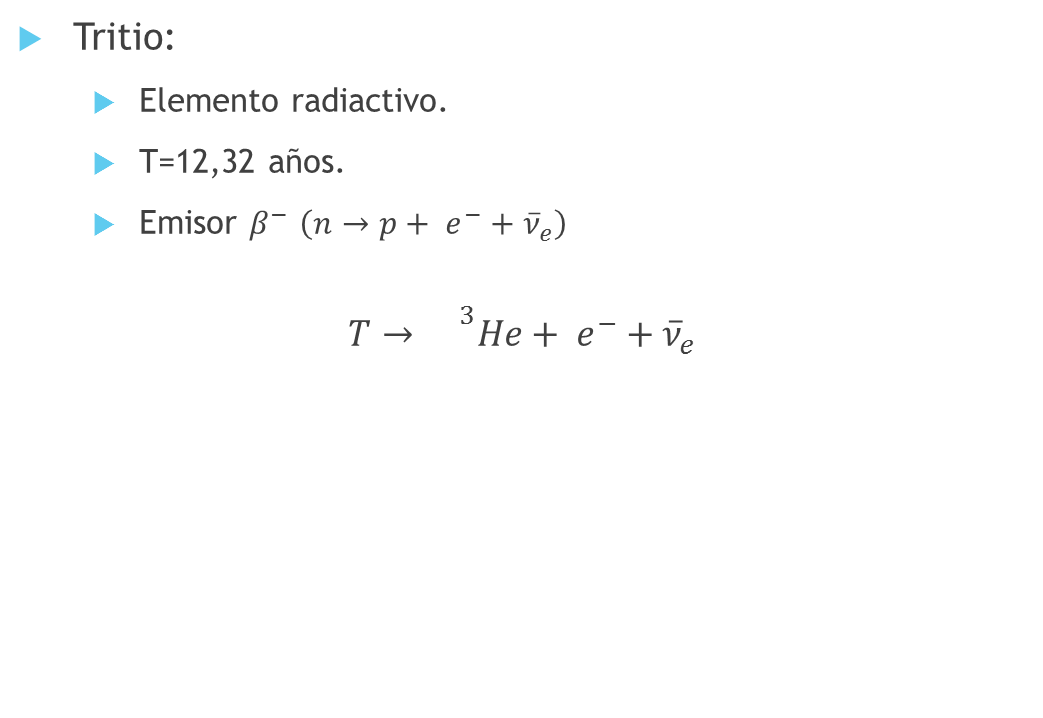 Tritio:
Elemento radiactivo.
T=12,32 años.
Emisor β⁻ (n → p + e⁻ + ν̄ₑ)
T → ³He + e⁻ + ν̄ₑ